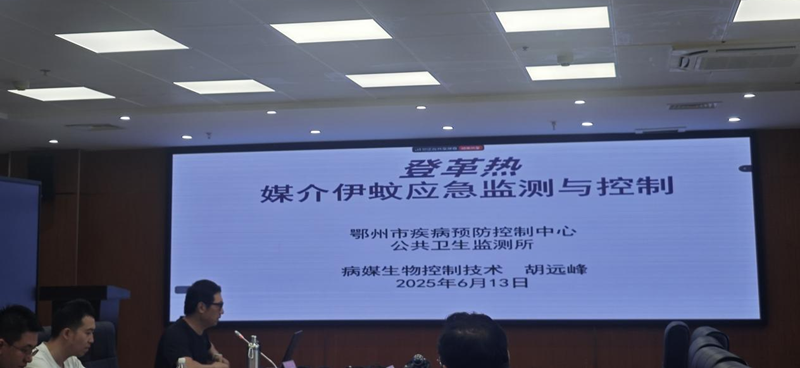 登革热
媒介伊蚊应急监测与控制
鄂州市疾病预防控制中心
公共卫生监测所
病媒生物控制技术 胡远峰
2025年6月13日